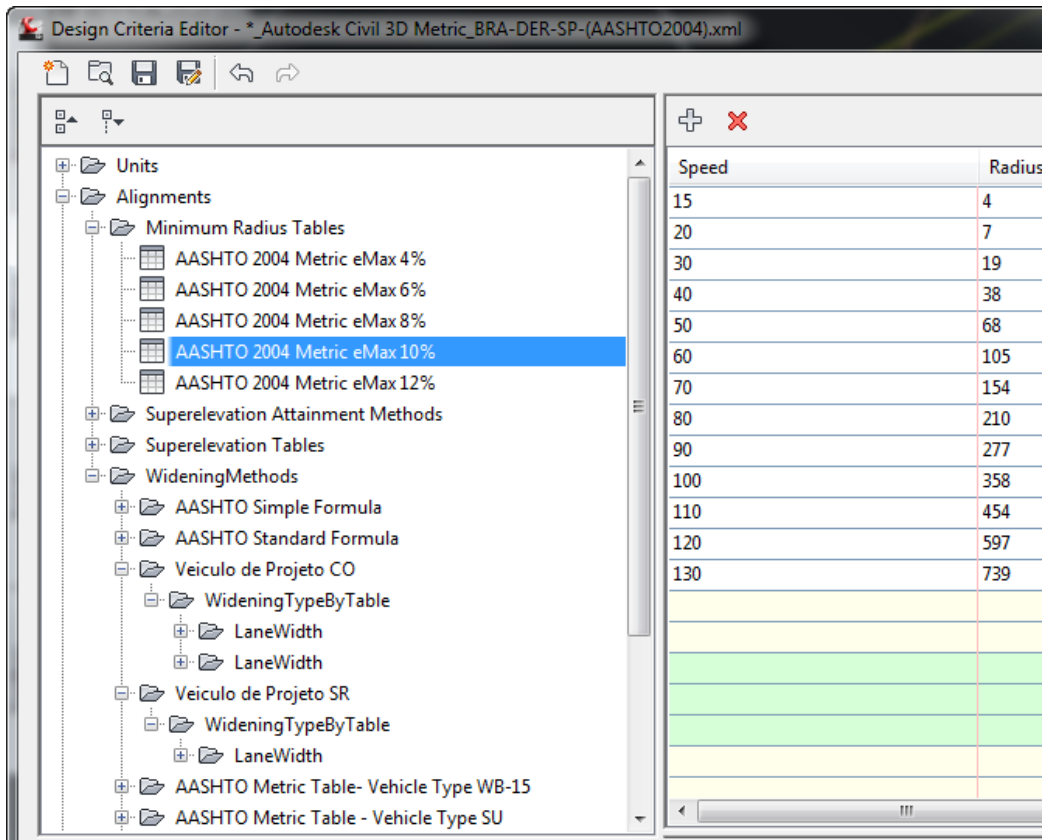 Design Criteria Editor - *_Autodesk Civil 3D Metric_BRA-DER-SP-(AASHTO2004).xml
Units
Alignments
Minimum Radius Tables
AASHTO 2004 Metric eMax 4%
AASHTO 2004 Metric eMax 6%
AASHTO 2004 Metric eMax 8%
AASHTO 2004 Metric eMax 10%
AASHTO 2004 Metric eMax 12%
Superelevation Attainment Methods
Superelevation Tables
WideningMethods
AASHTO Simple Formula
AASHTO Standard Formula
Veiculo de Projeto CO
WideningTypeByTable
LaneWidth
LaneWidth
Veiculo de Projeto SR
WideningTypeByTable
LaneWidth
AASHTO Metric Table- Vehicle Type WB-15
AASHTO Metric Table - Vehicle Type SU
Speed Radius
15 4
20 7
30 19
40 38
50 68
60 105
70 154
80 210
90 277
100 358
110 454
120 597
130 739